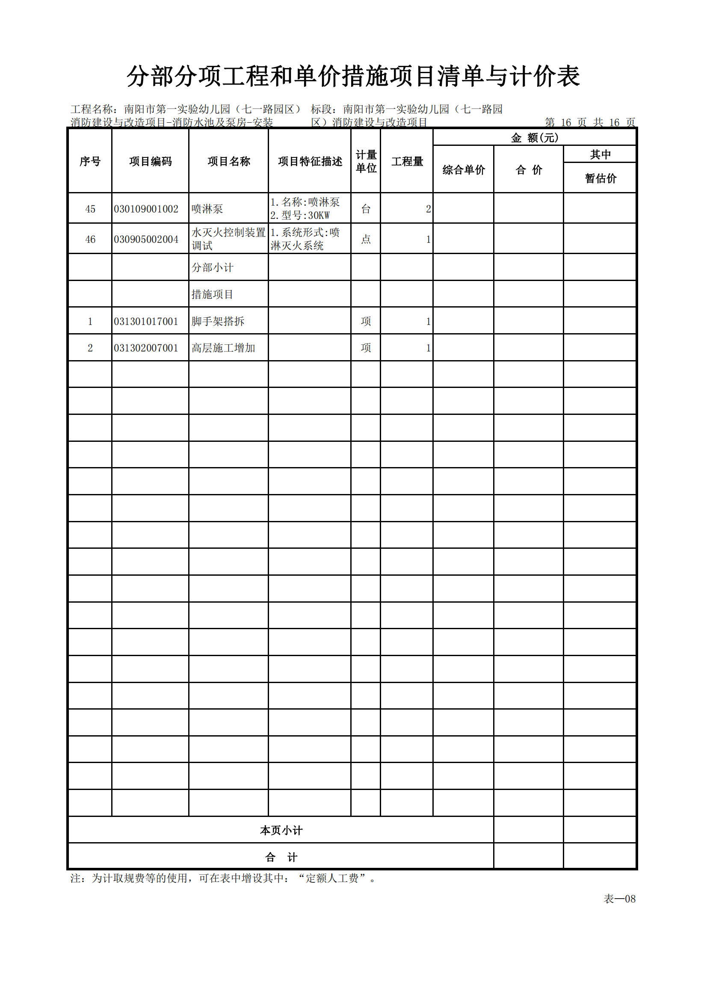 分部分项工程和单价措施项目清单与计价表
工程名称：南阳市第一实验幼儿园（七一路园区）
消防建设与改造项目-消防水池及泵房-安装
标段：南阳市第一实验幼儿园（七一路园
区）消防建设与改造项目
第 16 页 共 16 页
序号 项目编码 项目名称 项目特征描述 计量单位 工程量 金 额(元)
综合单价 合 价 其中
暂估价
45 030109001002 喷淋泵 1.名称:喷淋泵 台 2
2.型号:30KW
46 030905002004 水灭火控制装置 1.系统形式:喷 点 1
调试 淋灭火系统
分部小计
措施项目
1 031301017001 脚手架搭拆 项 1
2 031302007001 高层施工增加 项 1
本页小计
合 计
注：为计取规费等的使用，可在表中增设其中：“定额人工费”。
表—08